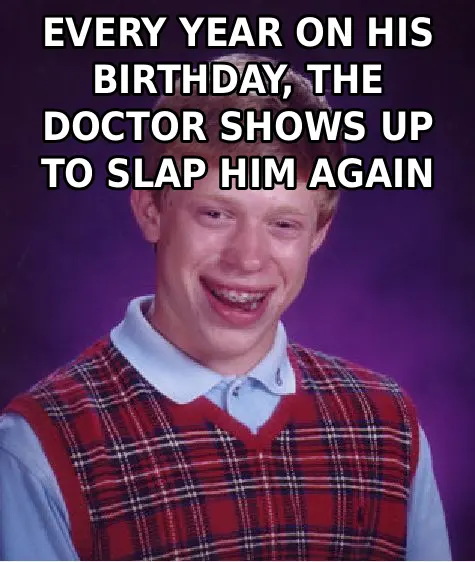 EVERY YEAR ON HIS
BIRTHDAY, THE
DOCTOR SHOWS UP
TO SLAP HIM AGAIN